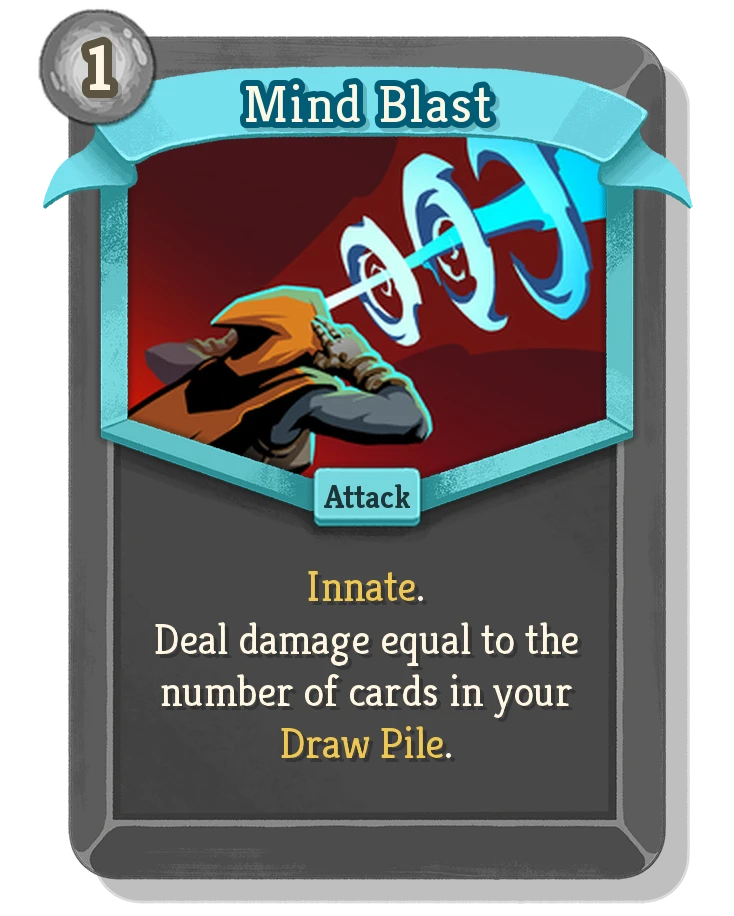 1
Mind Blast
Attack
Innate.
Deal damage equal to the
number of cards in your
Draw Pile.